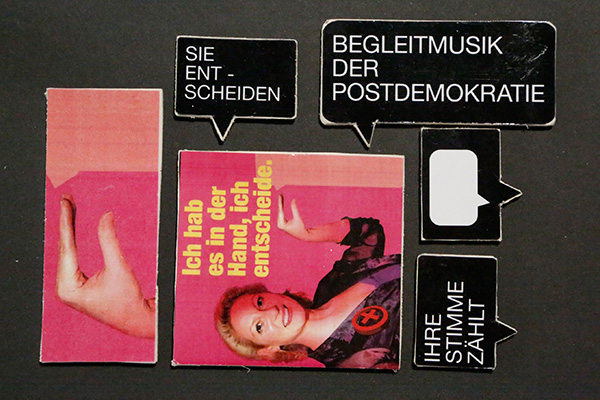 SIE
ENT -
SCHEIDEN
BEGLEITMUSIK
DER
POSTDEMOKRATIE
Ich hab
es in der
Hand, ich
entscheide.
IHRE
STIMME
ZÄHLT